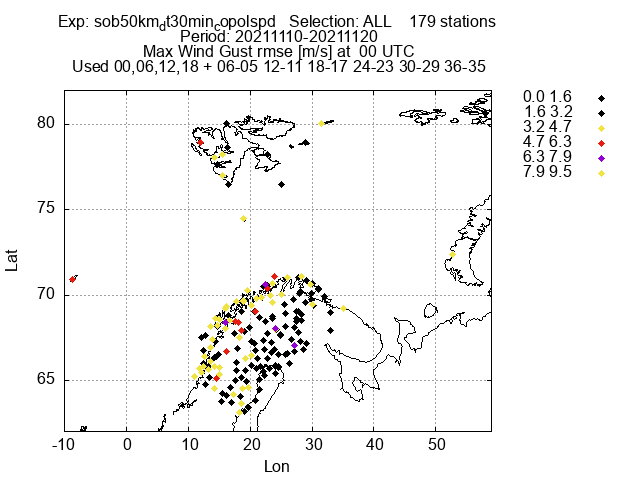 Exp: sob50km_dt30min_copolspd   Selection: ALL    179 stations
Period: 20211110-20211120
Max Wind Gust rmse [m/s] at  00 UTC
Used 00,06,12,18 + 06-05 12-11 18-17 24-23 30-29 36-35
0.0 1.6
1.6 3.2
3.2 4.7
4.7 6.3
6.3 7.9
7.9 9.5
80
75
70
65
Lat
-10 0 10 20 30 40 50
Lon